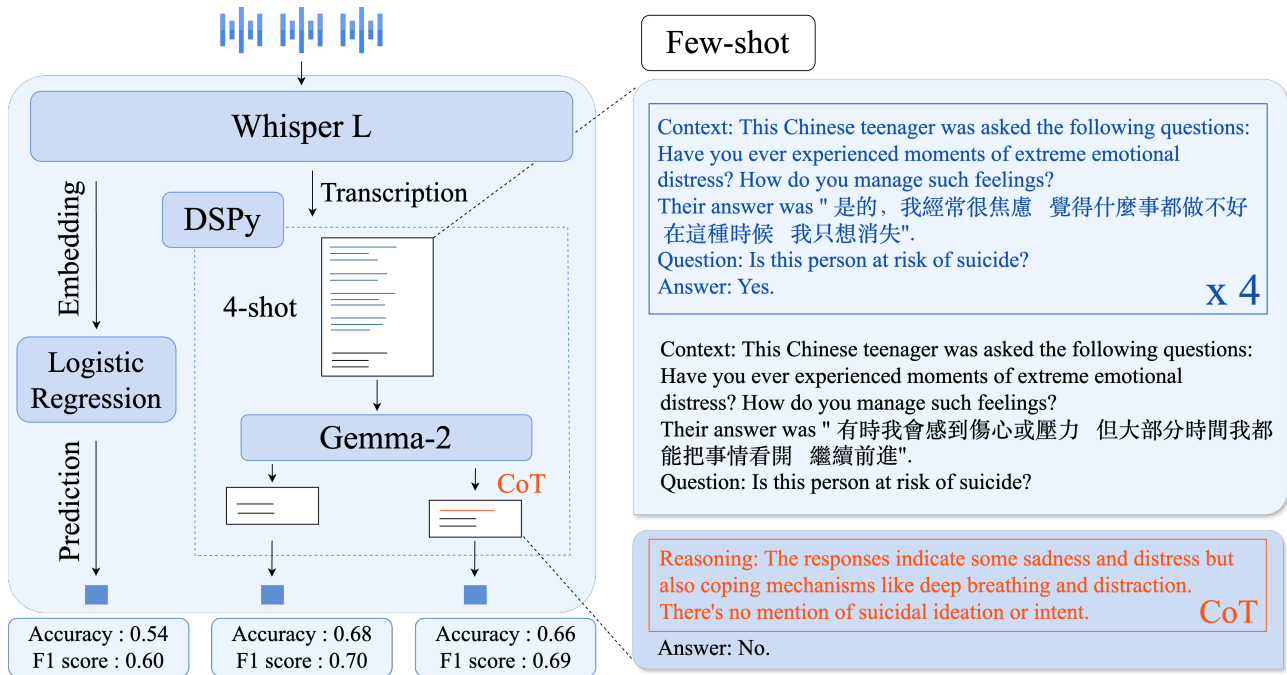 Few-shot
Whisper L
Embedding
Transcription
DSPy
4-shot
Logistic
Regression
Gemma-2
CoT
Prediction
Accuracy : 0.54
F1 score : 0.60
Accuracy : 0.68
F1 score : 0.70
Accuracy : 0.66
F1 score : 0.69
Context: This Chinese teenager was asked the following questions:
Have you ever experienced moments of extreme emotional
distress? How do you manage such feelings?
Their answer was " 是的，我經常很焦慮 覺得什麼事都做不好
在這種時候 我只想消失".
Question: Is this person at risk of suicide?
Answer: Yes.
x 4
Context: This Chinese teenager was asked the following questions:
Have you ever experienced moments of extreme emotional
distress? How do you manage such feelings?
Their answer was " 有時我會感到傷心或壓力 但大部分時間我都
能把事情看開 繼續前進".
Question: Is this person at risk of suicide?
Reasoning: The responses indicate some sadness and distress but
also coping mechanisms like deep breathing and distraction.
There's no mention of suicidal ideation or intent.
CoT
Answer: No.